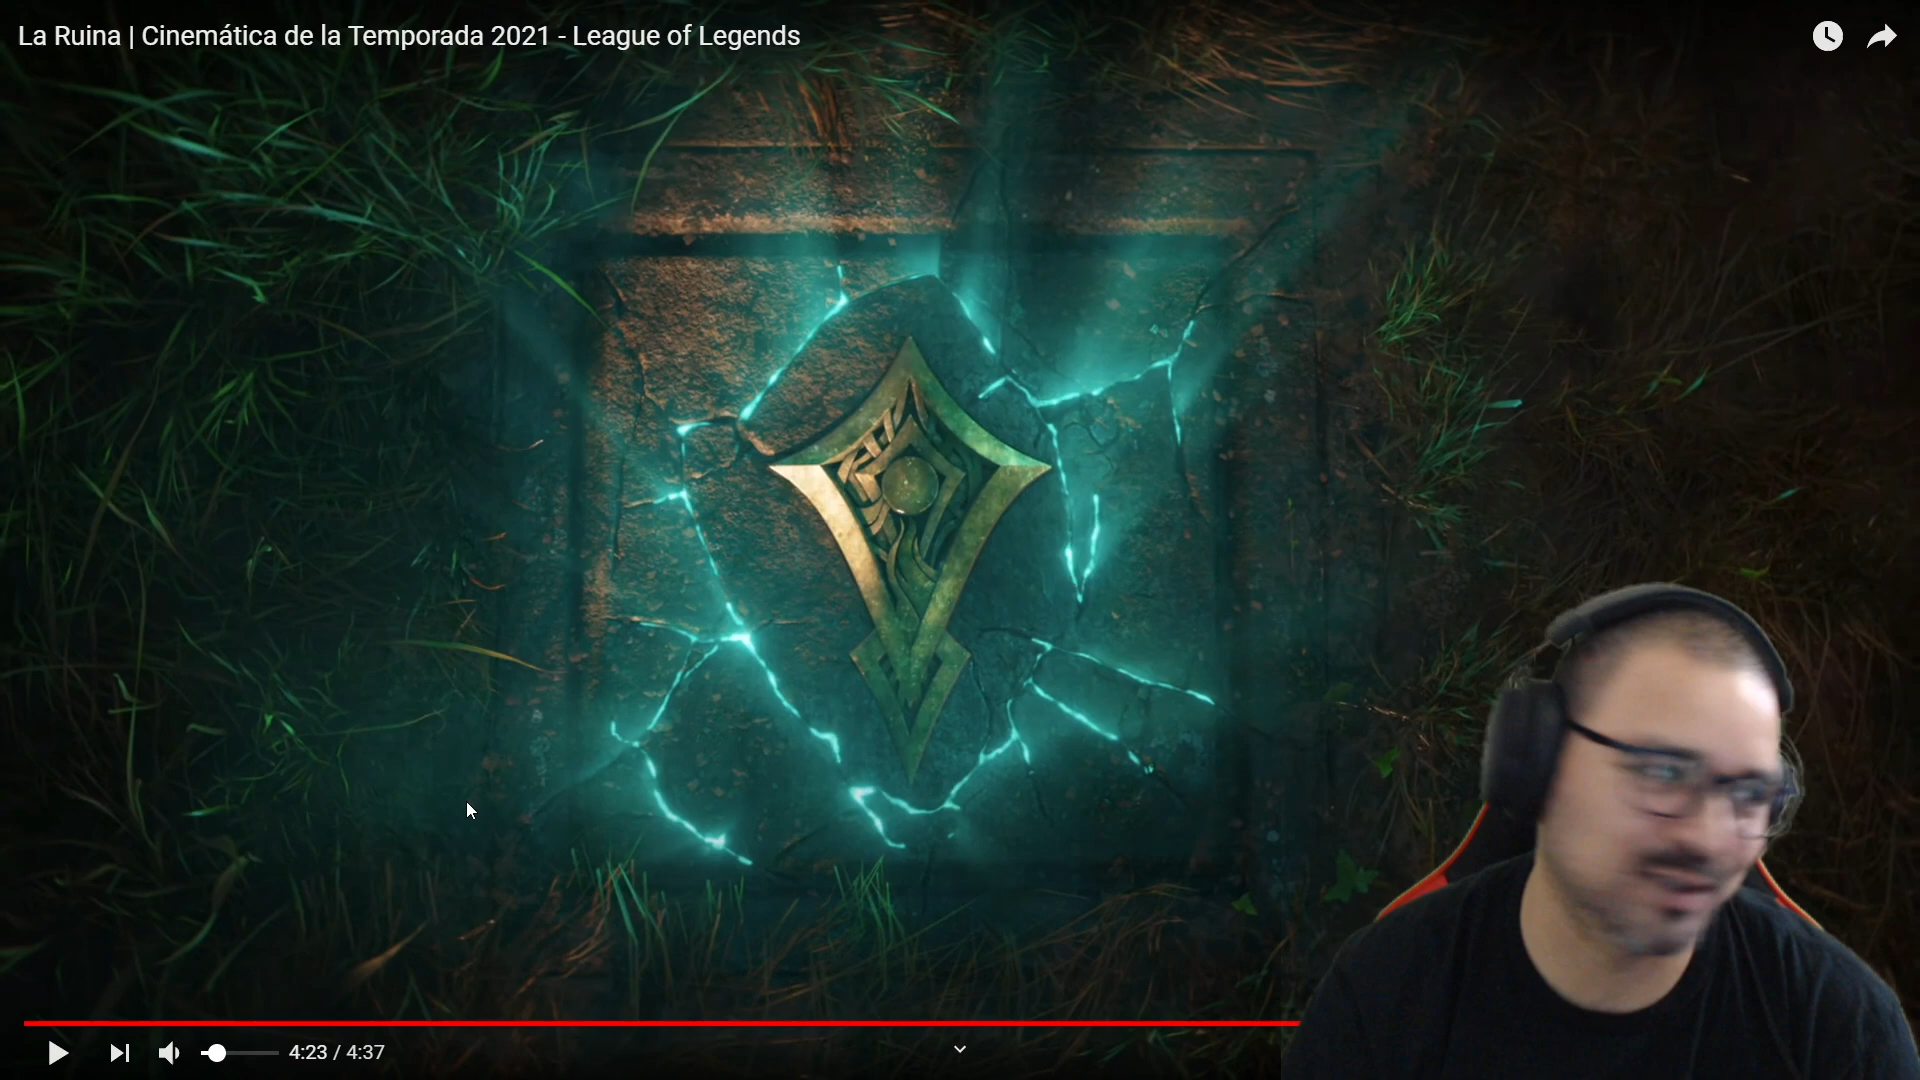 La Ruina | Cinemática de la Temporada 2021 - League of Legends
4:23 / 4:37